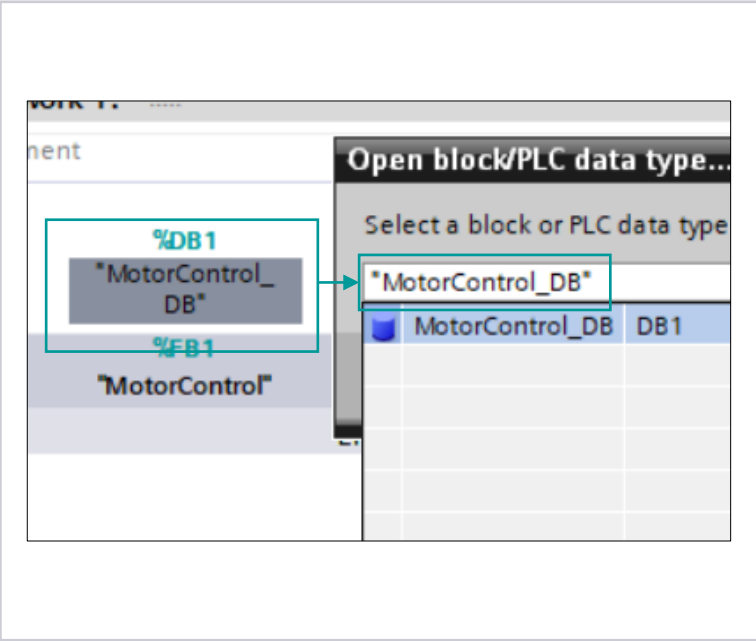 ment
Open block/PLC data type...
Select a block or PLC data type
%DB1
"MotorControl_
DB"
"MotorControl_DB"
MotorControl_DB DB1
%FB1
"MotorControl"